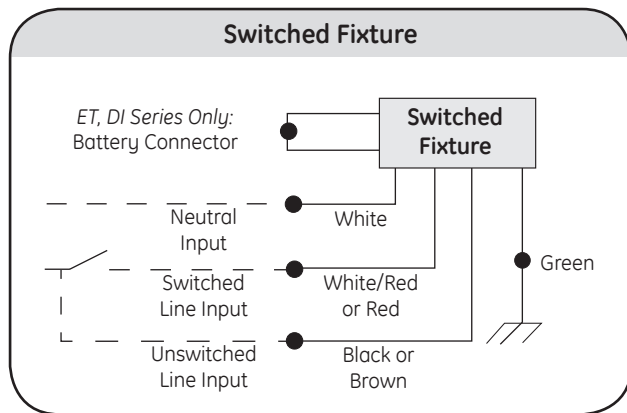 Switched Fixture
ET, DI Series Only:
Battery Connector
Switched
Fixture
Neutral
Input
White
Switched
Line Input
White/Red
or Red
Green
Unswitched
Line Input
Black or
Brown